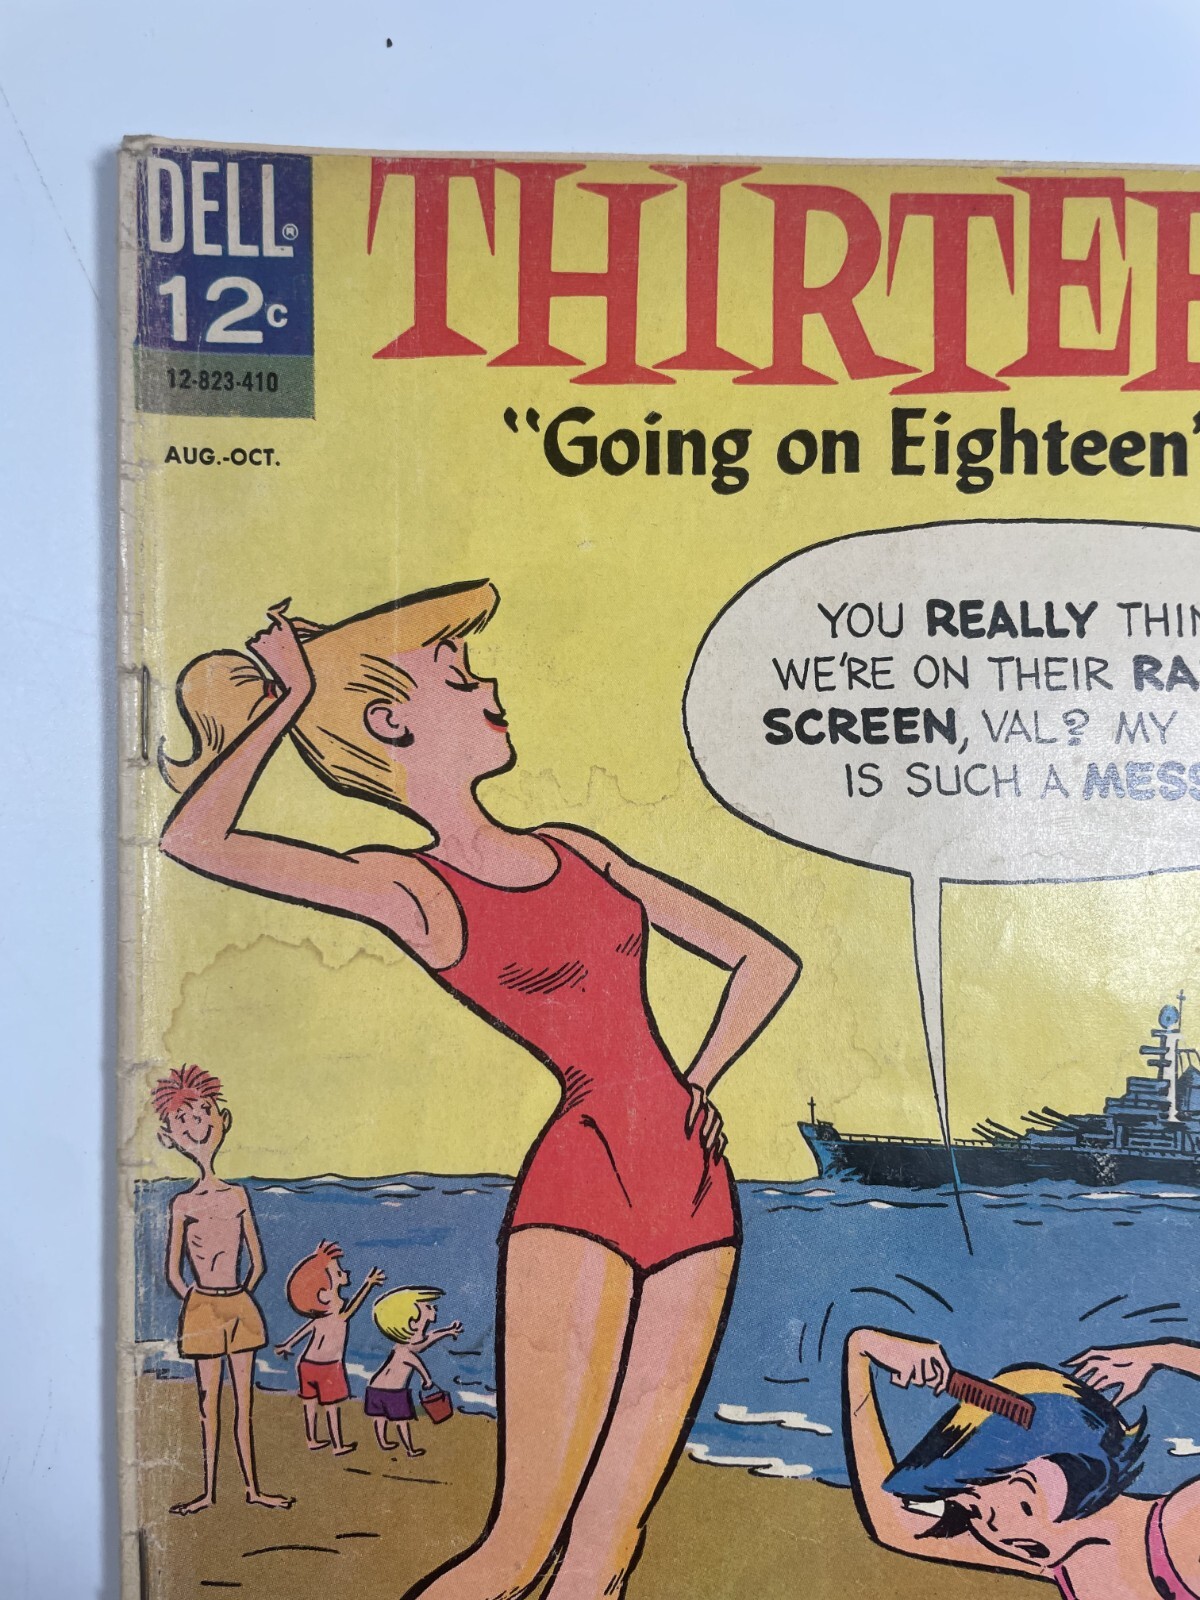 DELL®
12c
12-823-410
AUG.-OCT.
THIRTEE
"Going on Eighteen"
YOU REALLY THIN
WE'RE ON THEIR RA
SCREEN, VAL? MY
IS SUCH A MESS